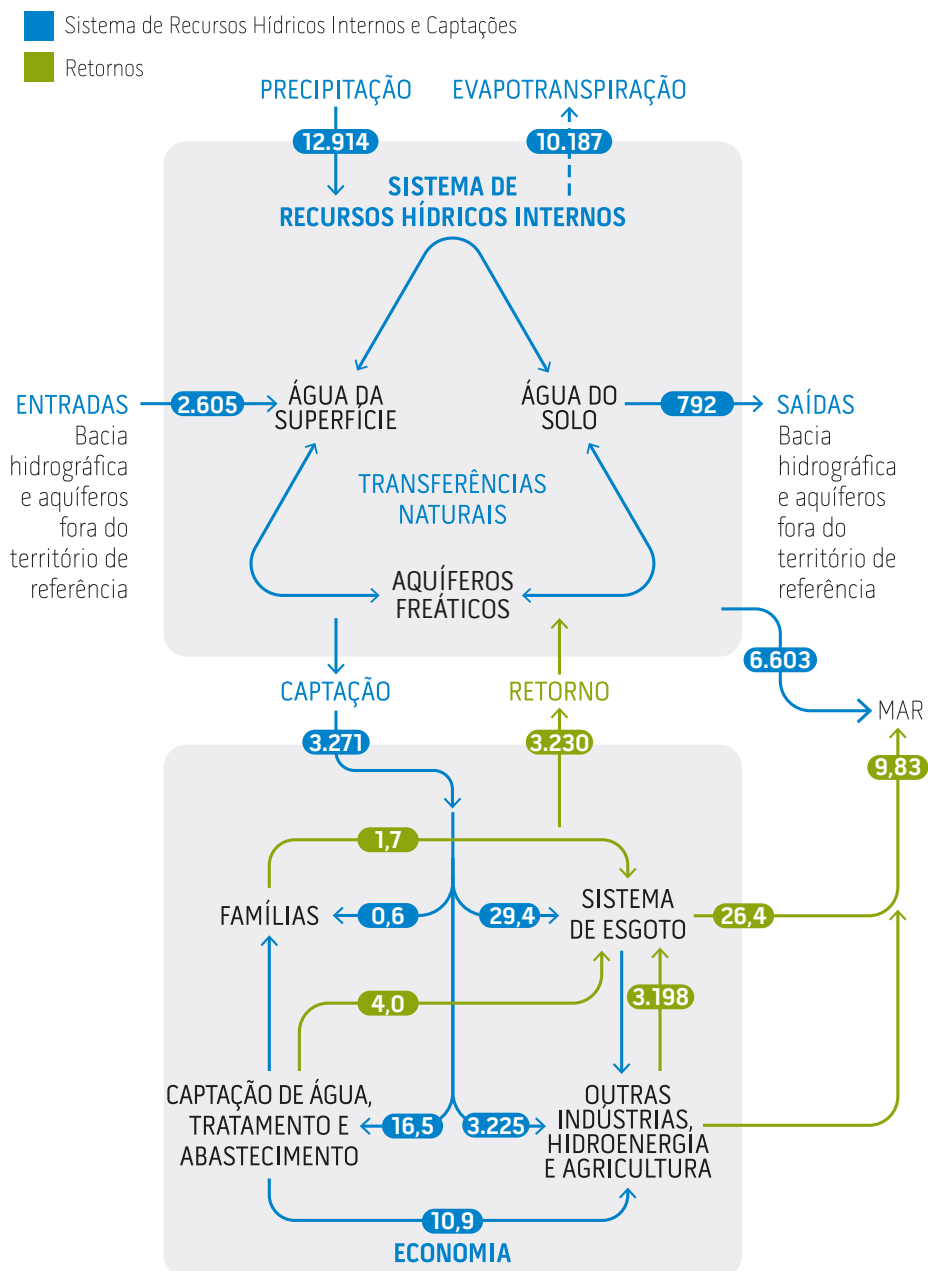 Sistema de Recursos Hídricos Internos e Captações
Retornos
PRECIPITAÇÃO
EVAPOTRANSPIRAÇÃO
12.914
10.187
SISTEMA DE
RECURSOS HÍDRICOS INTERNOS
ENTRADAS
Bacia
hidrográfica
e aquíferos
fora do
território de
referência
2.605
ÁGUA DA
SUPERFÍCIE
ÁGUA DO
SOLO
792
SAÍDAS
Bacia
hidrográfica
e aquíferos
fora do
território de
referência
TRANSFERÊNCIAS
NATURAIS
AQUÍFEROS
FREÁTICOS
6.603
CAPTAÇÃO
RETORNO
MAR
3.271
3.230
9,83
1,7
FAMÍLIAS
0,6
29,4
SISTEMA
DE ESGOTO
26,4
4,0
3.198
CAPTAÇÃO DE ÁGUA,
TRATAMENTO E
ABASTECIMENTO
16,5
3.225
OUTRAS
INDÚSTRIAS,
HIDROENERGIA
E AGRICULTURA
10,9
ECONOMIA